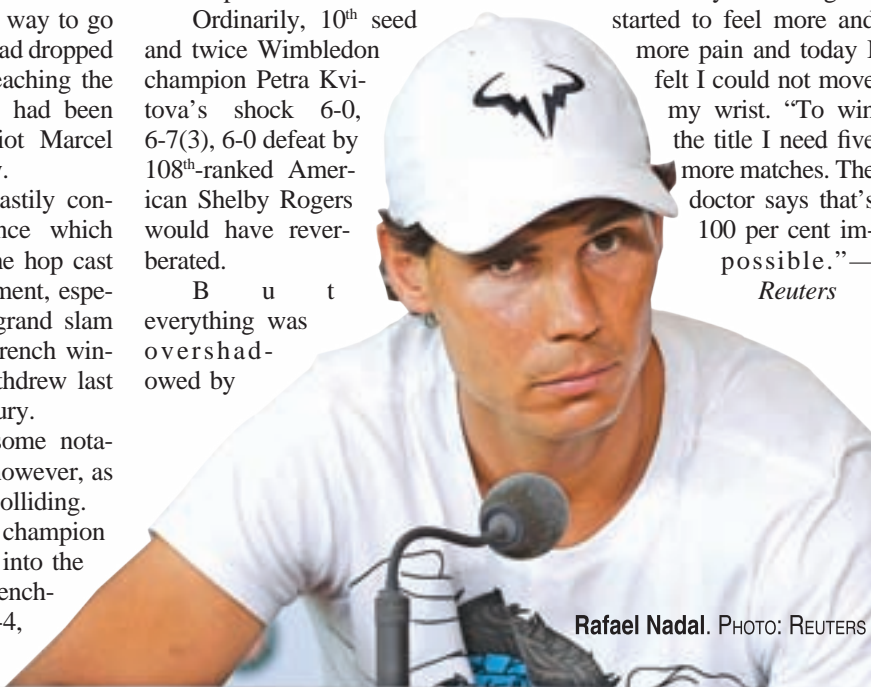 way to go
ad dropped
eaching the
had been
iot Marcel
astily con-
nce which
he hop cast
ment, espe-
grand slam
rench win-
thdrew last
ury.
some nota-
however, as
olliding.
champion
into the
ench-
-4,
Ordinarily, 10th seed
and twice Wimbledon
champion Petra Kvi-
tova's shock 6-0,
6-7(3), 6-0 defeat by
108th-ranked Amer-
ican Shelby Rogers
would have rever-
berated.
But
everything was
overshad-
owed by
started to feel more and
more pain and today I
felt I could not move
my wrist. “To win
the title I need five
more matches. The
doctor says that’s
100 per cent im-
possible.”—
Reuters
Rafael Nadal. PHOTO: REUTERS